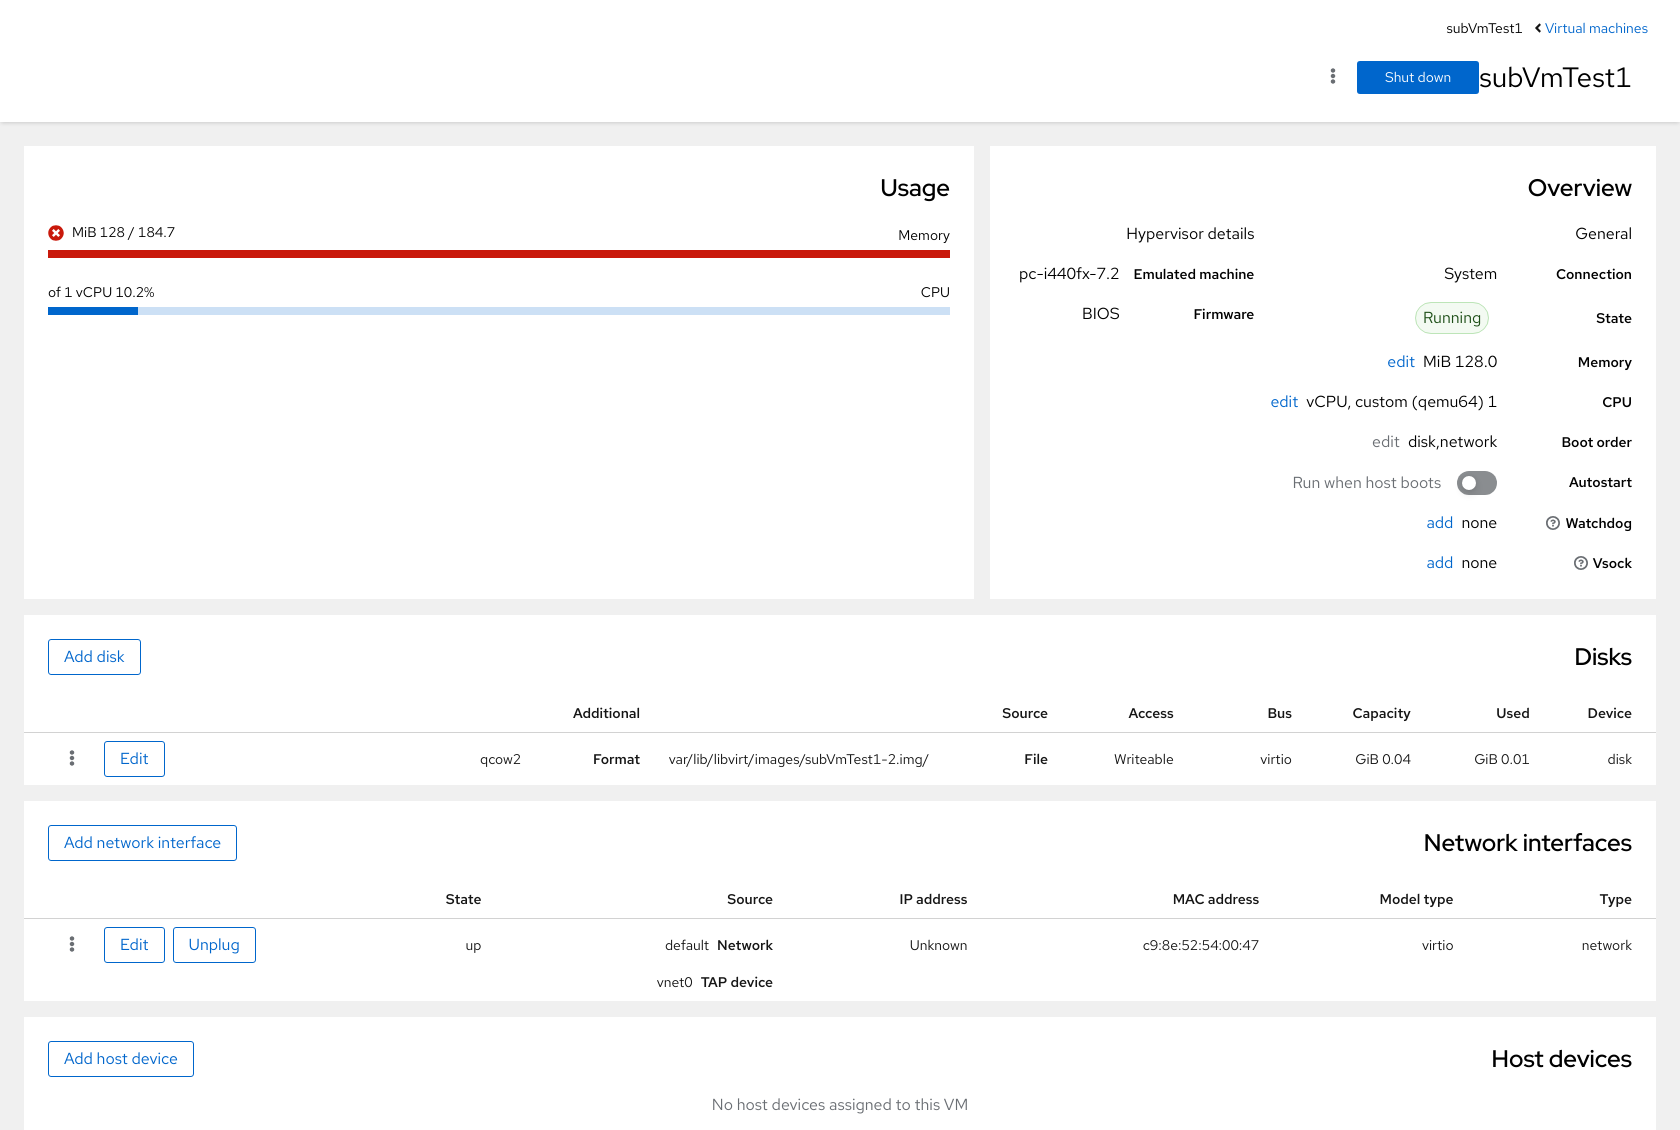 Virtual machines
subVmTest1
subVmTest1
Shut down
Overview
General
Connection System
State Running
Memory MiB 128.0 edit
CPU vCPU, custom (qemu64) 1 edit
Boot order disk,network edit
Autostart Run when host boots
Watchdog none add
Vsock none add
Hypervisor details
Emulated machine pc-i440fx-7.2
Firmware BIOS
Usage
Memory MiB 128 / 184.7
CPU of 1 vCPU 10.2%
Disks
Add disk
Device Used Capacity Bus Access Source Additional
disk GiB 0.01 GiB 0.04 virtio Writeable File var/lib/libvirt/images/subVmTest1-2.img/ Format qcow2 Edit
Network interfaces
Add network interface
Type Model type MAC address IP address Source State
network virtio c9:8e:52:54:00:47 Unknown Network default up Unplug Edit
TAP device vnet0
Host devices
Add host device
No host devices assigned to this VM